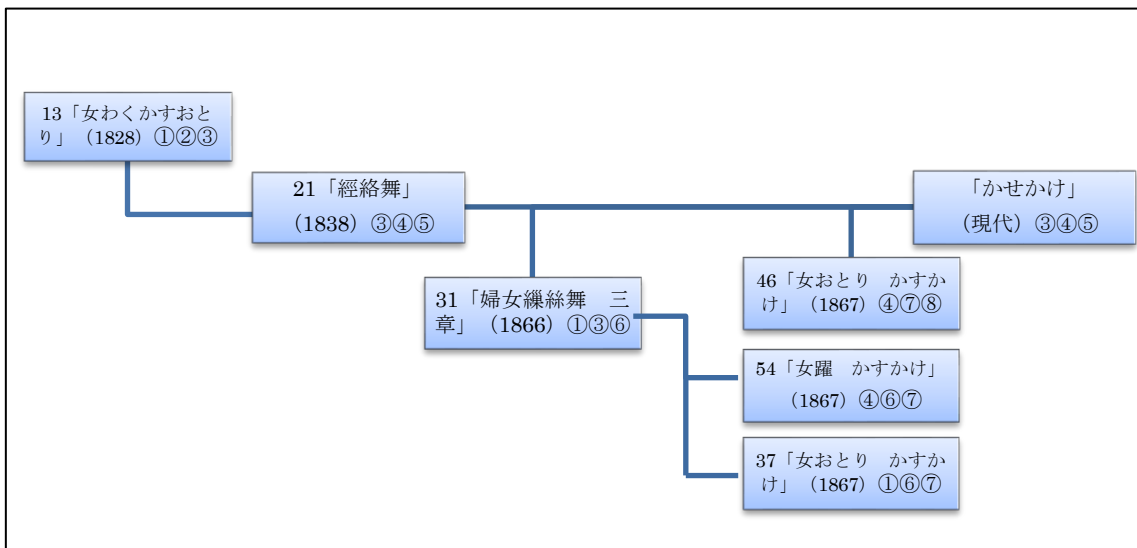 13「女わくかすおと
り」（1828）①②③
21「經絡舞」
（1838）③④⑤
「かせかけ」
（現代）③④⑤
31「婦女繅絲舞　三
章」（1866）①③⑥
46「女おとり　かすか
け」（1867）④⑦⑧
54「女躍　かすかけ」
（1867）④⑥⑦
37「女おとり　かすか
け」（1867）①⑥⑦